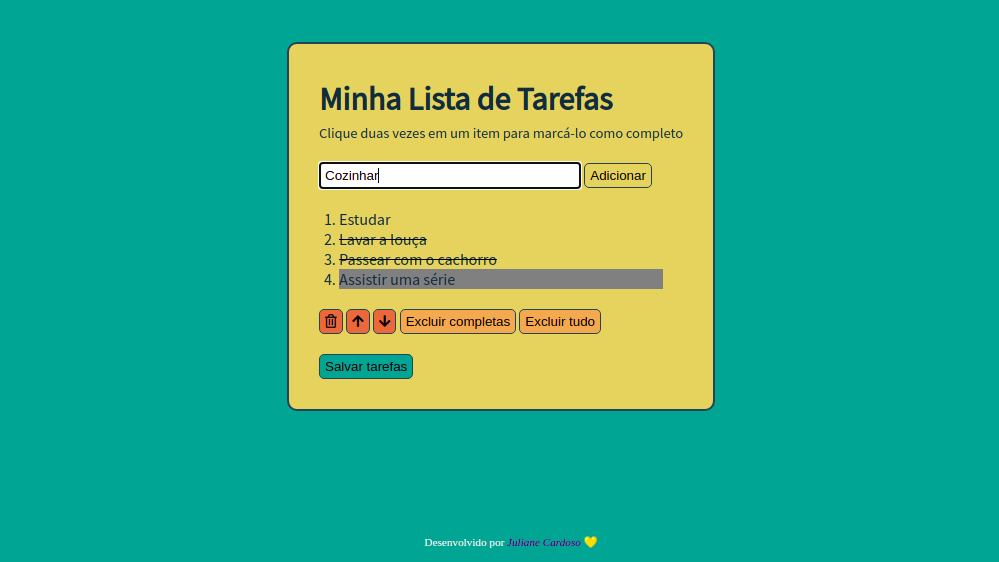 Minha Lista de Tarefas
Clique duas vezes em um item para marcá-lo como completo
Cozinhar Adicionar
1. Estudar
2. Lavar a louça
3. Passear com o cachorro
4. Assistir uma série
Excluir completas Excluir tudo
Salvar tarefas
Desenvolvido por Juliane Cardoso 💛